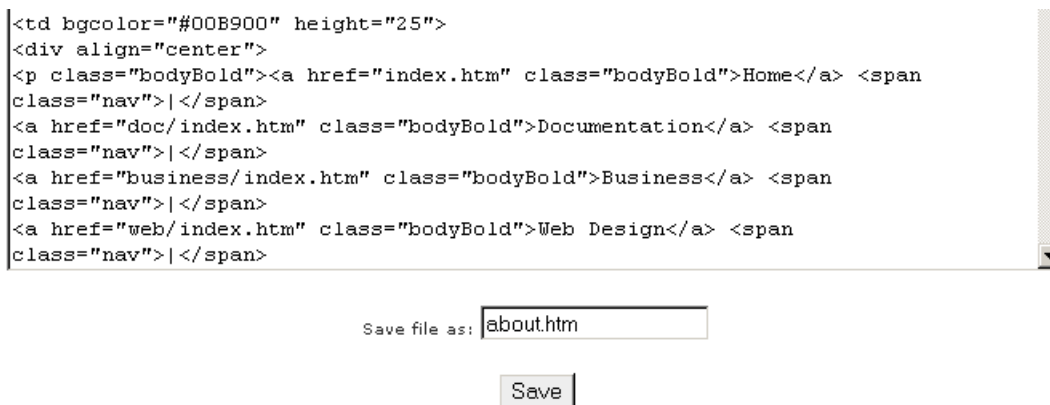 <td bgcolor="#00B900" height="25">
<div align="center">
<p class="bodyBold"><a href="index.htm" class="bodyBold">Home</a> <span
class="nav">|</span>
<a href="doc/index.htm" class="bodyBold">Documentation</a> <span
class="nav">|</span>
<a href="business/index.htm" class="bodyBold">Business</a> <span
class="nav">|</span>
<a href="web/index.htm" class="bodyBold">Web Design</a> <span
class="nav">|</span>
Save file as: about.htm
Save